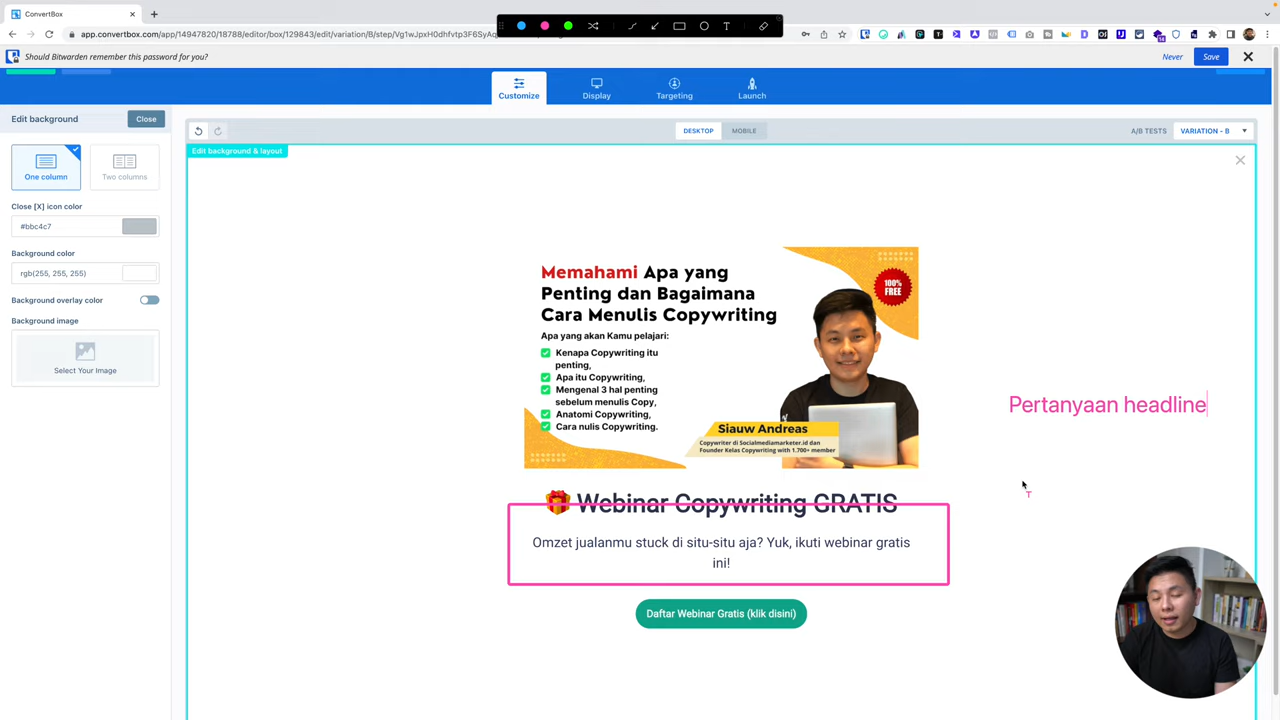 ConvertBox
app.convertbox.com/app/14947820/18788/editor/box/129843/edit/variation/B/step/Vg1wJpxH0dhfvtp3F6SyAq
T
Should Bitwarden remember this password for you?
Never
Save
Customize
Display
Targeting
Launch
Edit background
Close
DESKTOP
MOBILE
A/B TESTS
VARIATION - B
Edit background & layout
One column
Two columns
Close [X] icon color
#bbc4c7
Background color
rgb(255, 255, 255)
Background overlay color
Background image
Select Your Image
Memahami Apa yang
Penting dan Bagaimana
Cara Menulis Copywriting
100%
FREE
Apa yang akan Kamu pelajari:
Kenapa Copywriting itu
penting,
Apa itu Copywriting,
Mengenal 3 hal penting
sebelum menulis Copy,
Anatomi Copywriting,
Cara nulis Copywriting.
Siauw Andreas
Copywriter di Socialmediamarketer.id dan
Founder Kelas Copywriting with 1.700+ member
Pertanyaan headline
T
Webinar Copywriting GRATIS
Omzet jualanmu stuck di situ-situ aja? Yuk, ikuti webinar gratis
ini!
Daftar Webinar Gratis (klik disini)